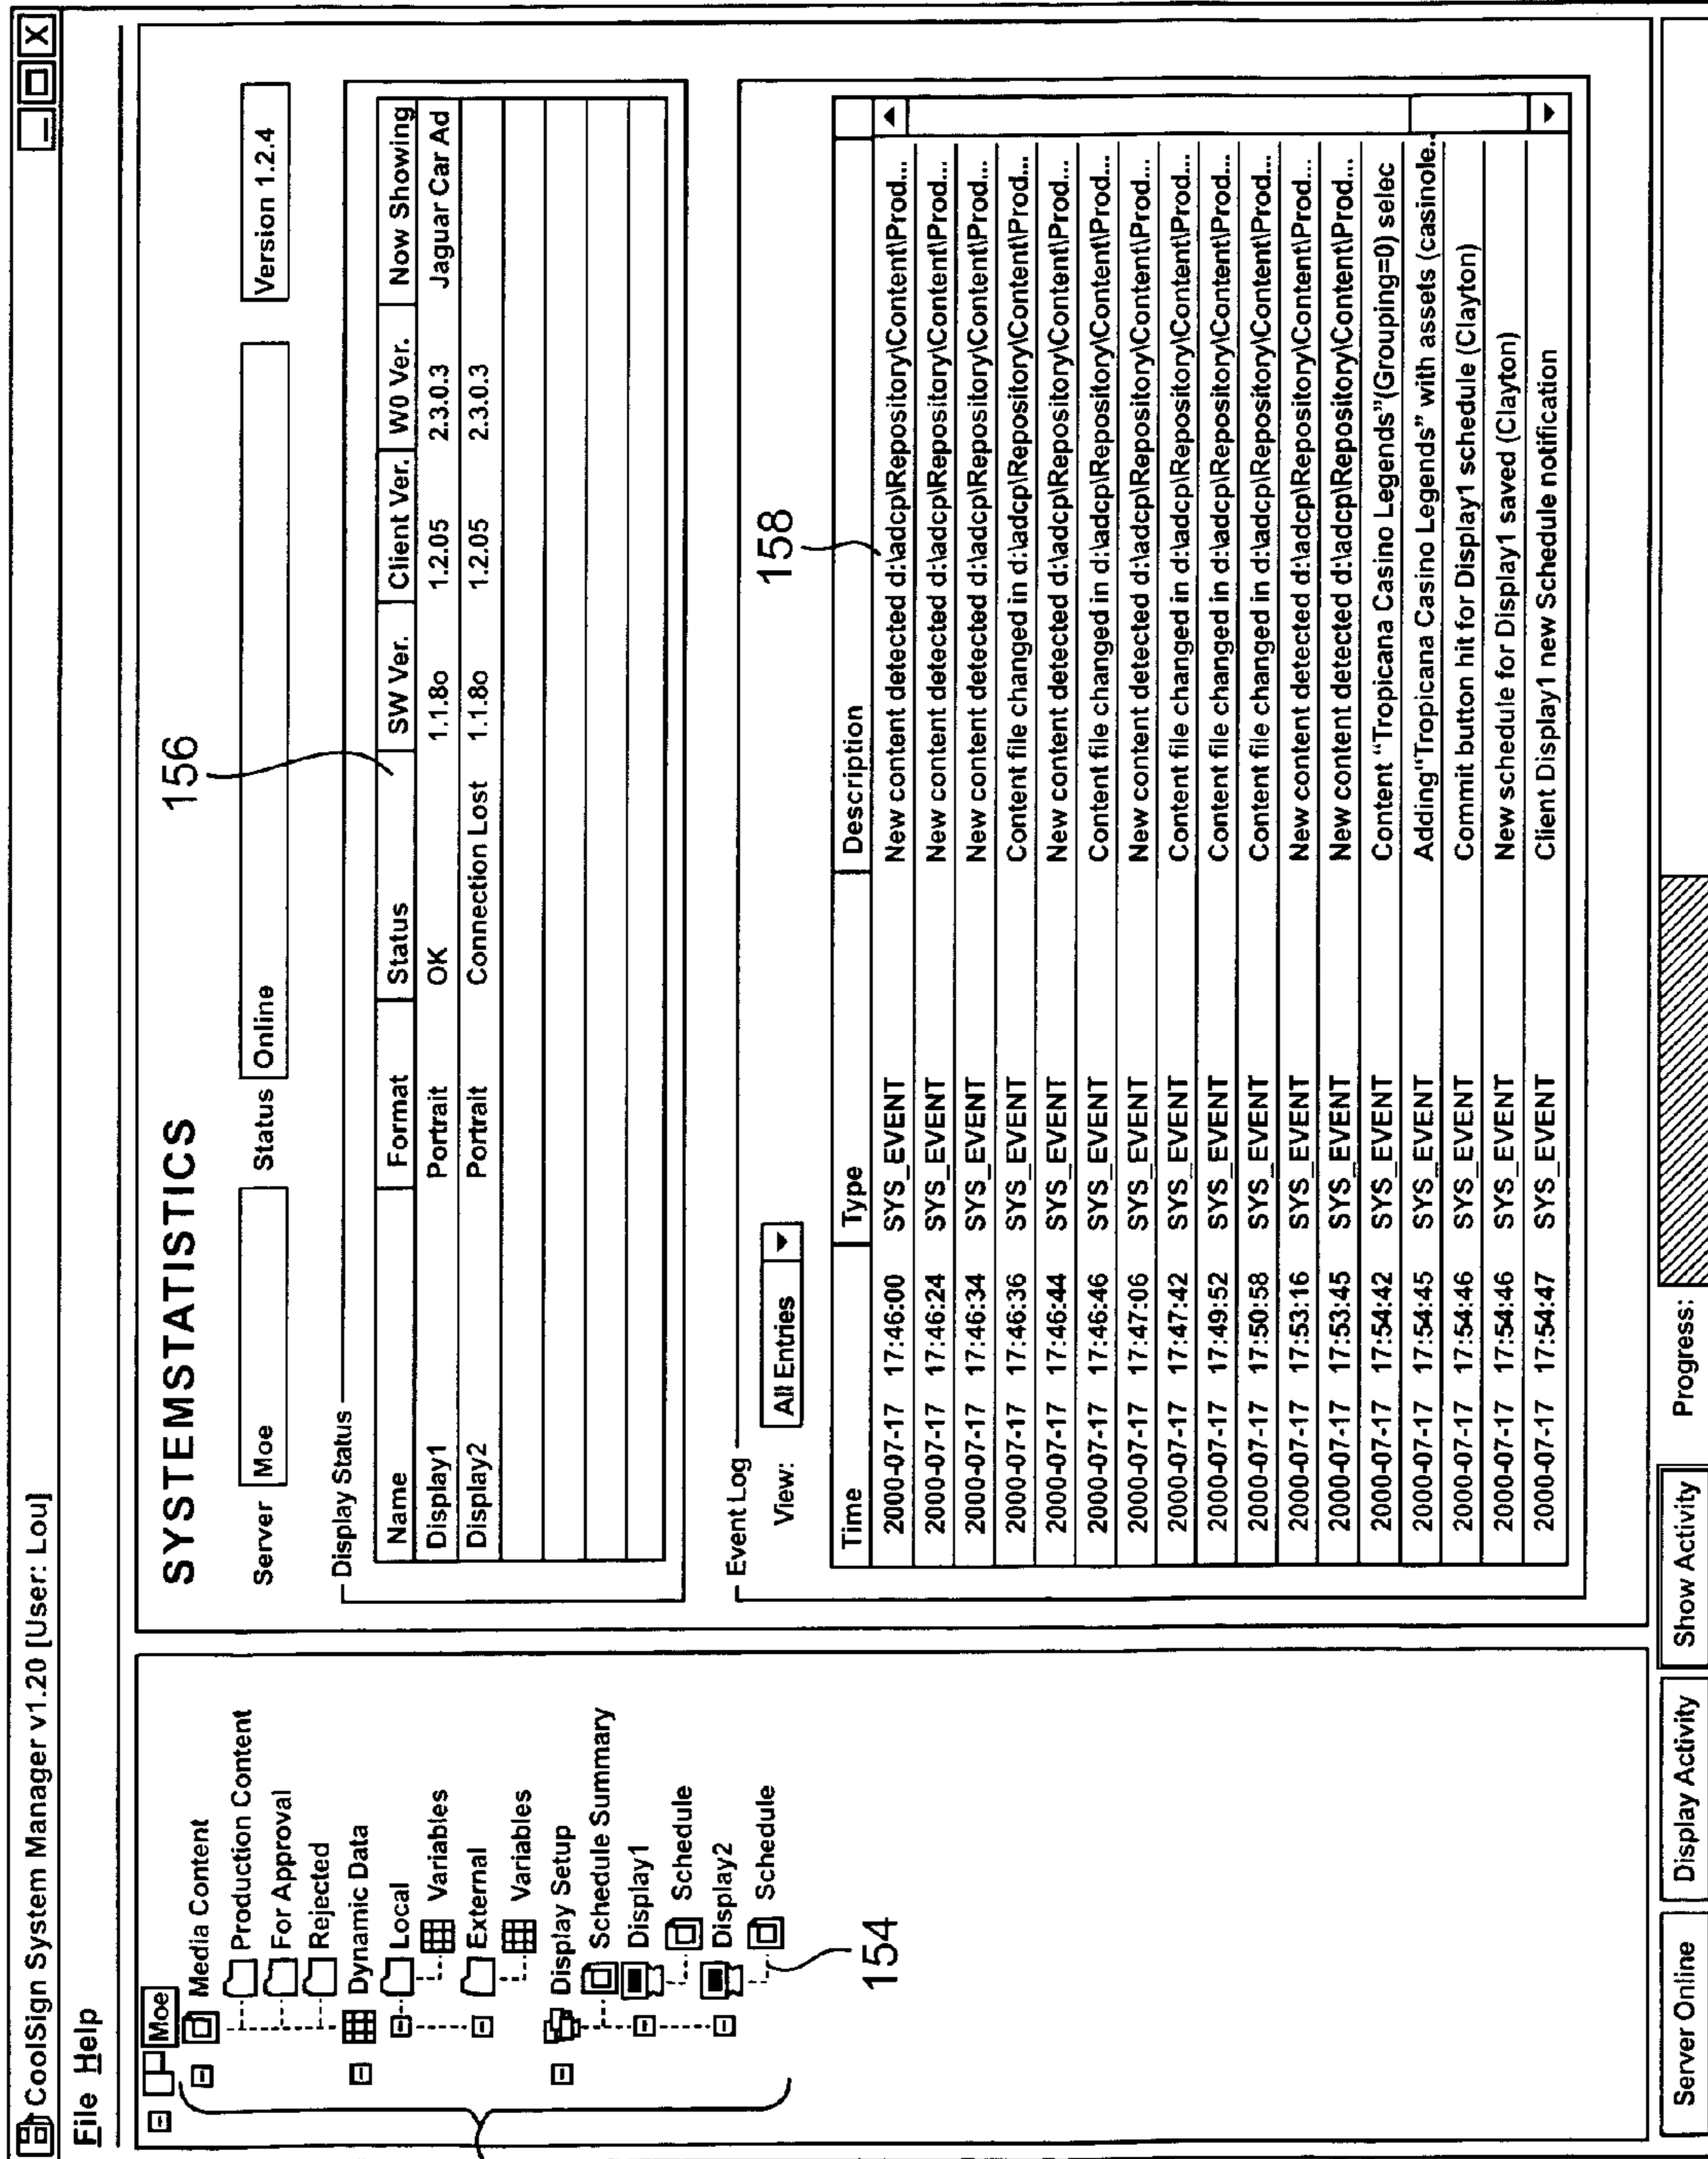 CoolSign System Manager v1.20 [User: Lou]
File Help
Moe
Media Content
Production Content
For Approval
Rejected
Dynamic Data
Local
Variables
External
Variables
Display Setup
Schedule Summary
Display1
Schedule
Display2
Schedule
154
SYSTEMSTATISTICS
Server Moe Status Online Version 1.2.4
156
Display Status
Name Format Status SW Ver. Client Ver. W0 Ver. Now Showing
Display1 Portrait OK 1.1.8o 1.2.05 2.3.0.3 Jaguar Car Ad
Display2 Portrait Connection Lost 1.1.8o 1.2.05 2.3.0.3
Event Log
158
View: All Entries
Time Type Description
2000-07-17 17:46:00 SYS_EVENT New content detected d:\adcp\Repository\Content\Prod...
2000-07-17 17:46:24 SYS_EVENT New content detected d:\adcp\Repository\Content\Prod...
2000-07-17 17:46:34 SYS_EVENT New content detected d:\adcp\Repository\Content\Prod...
2000-07-17 17:46:36 SYS_EVENT Content file changed in d:\adcp\Repository\Content\Prod...
2000-07-17 17:46:44 SYS_EVENT New content detected d:\adcp\Repository\Content\Prod...
2000-07-17 17:46:46 SYS_EVENT Content file changed in d:\adcp\Repository\Content\Prod...
2000-07-17 17:47:06 SYS_EVENT New content detected d:\adcp\Repository\Content\Prod...
2000-07-17 17:47:42 SYS_EVENT Content file changed in d:\adcp\Repository\Content\Prod...
2000-07-17 17:49:52 SYS_EVENT Content file changed in d:\adcp\Repository\Content\Prod...
2000-07-17 17:50:58 SYS_EVENT Content file changed in d:\adcp\Repository\Content\Prod...
2000-07-17 17:53:16 SYS_EVENT New content detected d:\adcp\Repository\Content\Prod...
2000-07-17 17:53:45 SYS_EVENT New content detected d:\adcp\Repository\Content\Prod...
2000-07-17 17:54:42 SYS_EVENT Content “Tropicana Casino Legends”(Grouping=0) selec
2000-07-17 17:54:45 SYS_EVENT Adding“Tropicana Casino Legends” with assets (casinole..
2000-07-17 17:54:46 SYS_EVENT Commit button hit for Display1 schedule (Clayton)
2000-07-17 17:54:46 SYS_EVENT New schedule for Display1 saved (Clayton)
2000-07-17 17:54:47 SYS_EVENT Client Display1 new Schedule notification
Server Online Display Activity Show Activity Progress: